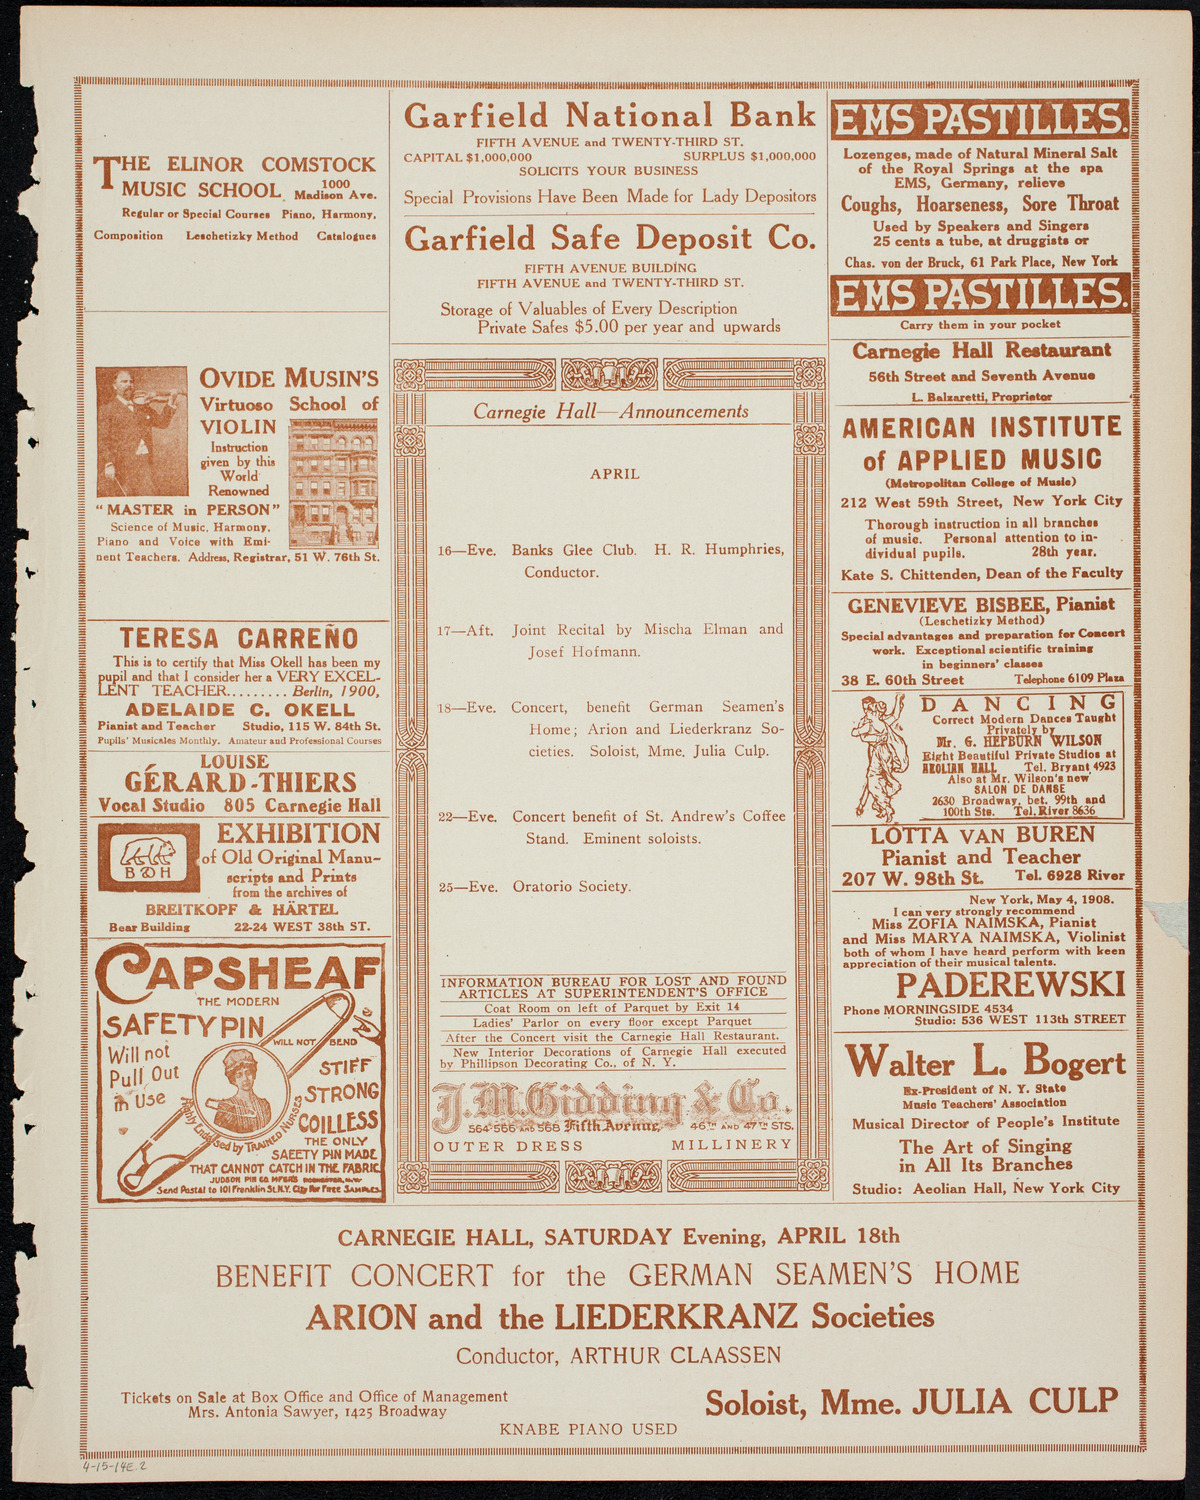 THE ELINOR COMSTOCK
MUSIC SCHOOL, 1000 Madison Ave.
Regular or Special Courses Piano, Harmony,
Composition Leschetizky Method Catalogues
OVIDE MUSIN'S
Virtuoso School of
VIOLIN
Instruction
given by this
World
Renowned
"MASTER in PERSON"
Science of Music, Harmony,
Piano and Voice with Emi-
nent Teachers. Address, Registrar, 51 W. 76th St.
TERESA CARREÑO
This is to certify that Miss Okell has been my
pupil and that I consider her a VERY EXCEL-
LENT TEACHER......... Berlin, 1900,
ADELAIDE C. OKELL
Pianist and Teacher Studio, 115 W. 84th St.
Pupils' Musicales Monthly. Amateur and Professional Courses
LOUISE
GÉRARD-THIERS
Vocal Studio 805 Carnegie Hall
B & H
EXHIBITION
of Old Original Manu-
scripts and Prints
from the archives of
BREITKOPF & HÄRTEL
Bear Building 22-24 WEST 38th ST.
CAPSHEAF
THE MODERN
SAFETY PIN
WILL NOT BEND
Will not
Pull Out
in Use
STIFF
STRONG
COILLESS
Highly Endorsed by TRAINED NURSES
THE ONLY
SAFETY PIN MADE
THAT CANNOT CATCH IN THE FABRIC
JUDSON PIN CO. MFGRS
Send Postal to 101 Franklin St. N.Y. City for Free SAMPLES
Garfield National Bank
FIFTH AVENUE and TWENTY-THIRD ST.
CAPITAL $1,000,000 SURPLUS $1,000,000
SOLICITS YOUR BUSINESS
Special Provisions Have Been Made for Lady Depositors
Garfield Safe Deposit Co.
FIFTH AVENUE BUILDING
FIFTH AVENUE and TWENTY-THIRD ST.
Storage of Valuables of Every Description
Private Safes $5.00 per year and upwards
Carnegie Hall—Announcements
APRIL
16—Eve. Banks Glee Club. H. R. Humphries,
Conductor.
17—Aft. Joint Recital by Mischa Elman and
Josef Hofmann.
18—Eve. Concert, benefit German Seamen's
Home; Arion and Liederkranz So-
cieties. Soloist, Mme. Julia Culp.
22—Eve. Concert benefit of St. Andrew's Coffee
Stand. Eminent soloists.
25—Eve. Oratorio Society.
INFORMATION BUREAU FOR LOST AND FOUND
ARTICLES AT SUPERINTENDENT'S OFFICE
Coat Room on left of Parquet by Exit 14
Ladies' Parlor on every floor except Parquet
After the Concert visit the Carnegie Hall Restaurant.
New Interior Decorations of Carnegie Hall executed
by Phillipson Decorating Co., of N. Y.
J. M. Gidding & Co.
564-566 AND 568 Fifth Avenue, 46TH AND 47TH STS.
OUTER DRESS MILLINERY
EMS PASTILLES.
Lozenges, made of Natural Mineral Salt
of the Royal Springs at the spa
EMS, Germany, relieve
Coughs, Hoarseness, Sore Throat
Used by Speakers and Singers
25 cents a tube, at druggists or
Chas. von der Bruck, 61 Park Place, New York
EMS PASTILLES.
Carry them in your pocket
Carnegie Hall Restaurant
56th Street and Seventh Avenue
L. Balzaretti, Proprietor
AMERICAN INSTITUTE
of APPLIED MUSIC
(Metropolitan College of Music)
212 West 59th Street, New York City
Thorough instruction in all branches
of music. Personal attention to in-
dividual pupils. 28th year.
Kate S. Chittenden, Dean of the Faculty
GENEVIEVE BISBEE, Pianist
(Leschetizky Method)
Special advantages and preparation for Concert
work. Exceptional scientific training
in beginners' classes
38 E. 60th Street Telephone 6109 Plaza
DANCING
Correct Modern Dances Taught
Privately by
Mr. G. HEPBURN WILSON
Eight Beautiful Private Studios at
AEOLIAN HALL Tel. Bryant 4923
Also at Mr. Wilson's new
SALON DE DANSE
2630 Broadway, bet. 99th and
100th Sts. Tel. River 8636
LOTTA VAN BUREN
Pianist and Teacher
207 W. 98th St. Tel. 6928 River
New York, May 4, 1908.
I can very strongly recommend
Miss ZOFIA NAIMSKA, Pianist
and Miss MARYA NAIMSKA, Violinist
both of whom I have heard perform with keen
appreciation of their musical talents.
PADEREWSKI
Phone MORNINGSIDE 4534
Studio: 536 WEST 113th STREET
Walter L. Bogert
Ex-President of N. Y. State
Music Teachers' Association
Musical Director of People's Institute
The Art of Singing
in All Its Branches
Studio: Aeolian Hall, New York City
CARNEGIE HALL, SATURDAY Evening, APRIL 18th
BENEFIT CONCERT for the GERMAN SEAMEN'S HOME
ARION and the LIEDERKRANZ Societies
Conductor, ARTHUR CLAASSEN
Tickets on Sale at Box Office and Office of Management
Mrs. Antonia Sawyer, 1425 Broadway
Soloist, Mme. JULIA CULP
KNABE PIANO USED
4-15-14E.2